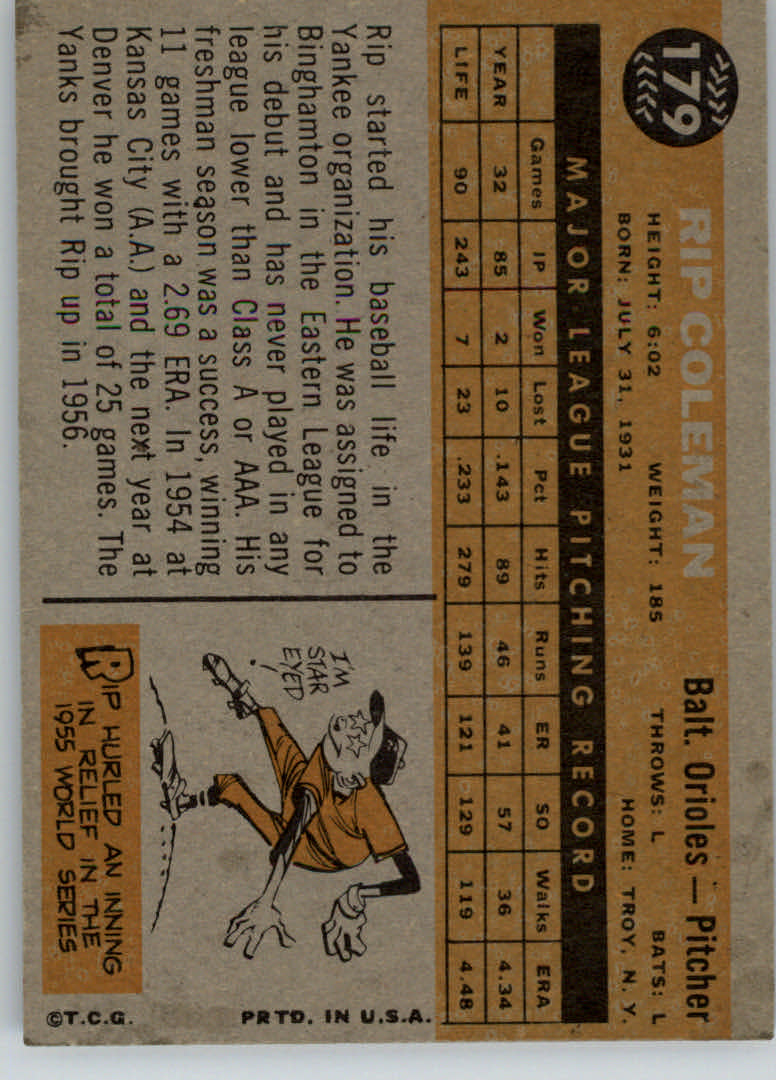 179
RIP COLEMAN Balt. Orioles — Pitcher
HEIGHT: 6:02 WEIGHT: 185 THROWS: L BATS: L
BORN: JULY 31, 1931 HOME: TROY, N. Y.
MAJOR LEAGUE PITCHING RECORD
Games IP Won Lost Pct Hits Runs ER SO Walks ERA
YEAR 32 85 2 10 .143 89 46 41 57 36 4.34
LIFE 90 243 7 23 .233 279 139 121 129 119 4.48
Rip started his baseball life in the
Yankee organization. He was assigned to
Binghamton in the Eastern League for
his debut and has never played in any
league lower than Class A or AAA. His
freshman season was a success, winning
11 games with a 2.69 ERA. In 1954 at
Kansas City (A.A.) and the next year at
Denver he won a total of 25 games. The
Yanks brought Rip up in 1956.
I'M
STAR
EYED!
RIP HURLED AN INNING
IN RELIEF IN THE
1955 WORLD SERIES
©T.C.G. PRTD. IN U.S.A.